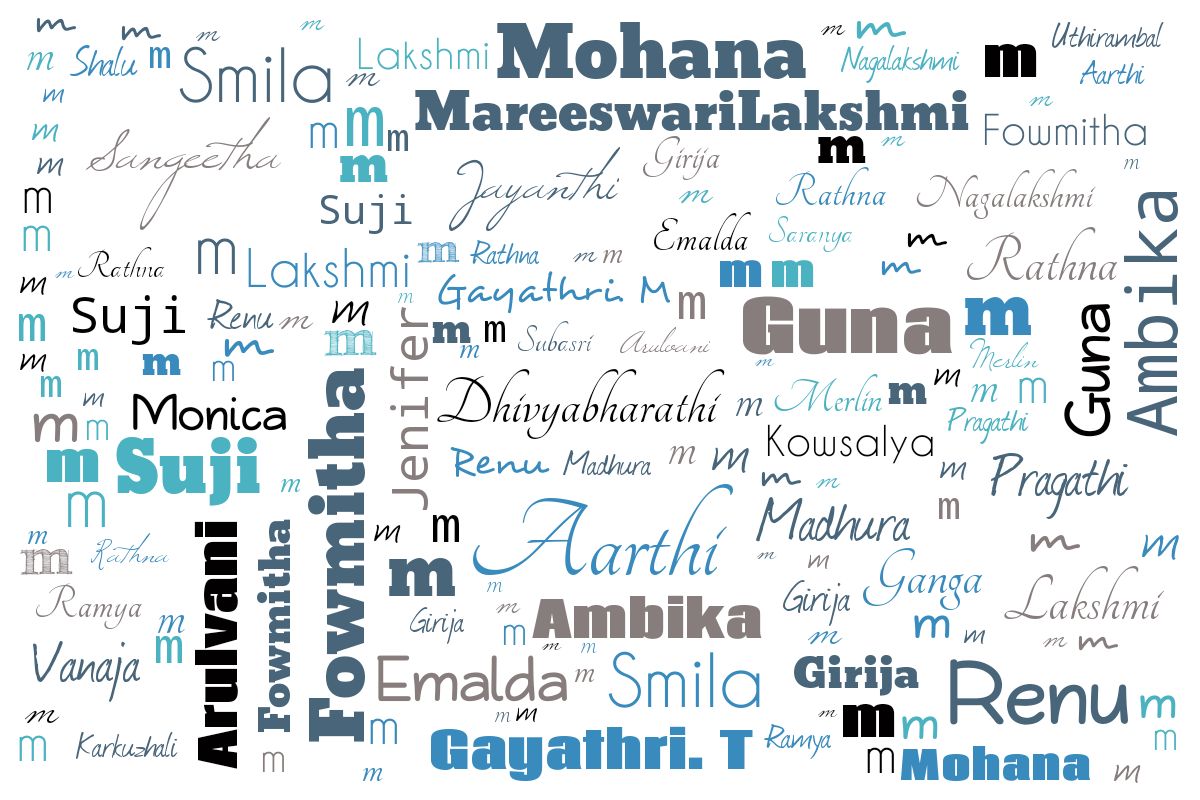 m
m
m
m
m
m
m
Shalu
m
Smila
Lakshmi
m
Mohana
Nagalakshmi
m
Uthirambal
Aarthi
m
m
MareeswariLakshmi
m
Fowmitha
m
m
m
m
Sangeetha
m
m
Girija
m
m
m
m
Jayanthi
m
Rathna
Nagalakshmi
m
m
Suji
Emalda
Saranya
m
Ambika
Rathna
m
m
Lakshmi
m
Rathna
m
m
m
m
m
Rathna
m
m
Gayathri. M
m
m
Suji
Renu
m
m
m
Jenifer
m
m
Guna
m
Guna
m
m
m
m
m
m
m
m
Subasri
Arulvani
m
Merlin
m
m
Fowmitha
Dhivyabharathi
m
Merlin
m
m
m
m
m
Monica
m
m
Pragathi
Kowsalya
m
Suji
m
Renu
Madhura
m
m
m
m
m
Pragathi
m
m
m
Arulvani
Fowmitha
m
m
Aarthi
Madhura
m
m
m
m
Rathna
m
m
m
m
m
Ganga
Lakshmi
Ramya
m
Girija
m
m
Ambika
Girija
m
m
m
m
m
Vanaja
m
m
m
Emalda
m
Smila
Girija
Renu
m
m
m
m
m
m
m
m
m
m
Karkuzhali
m
m
Gayathri. T
Ramya
m
Mohana
m